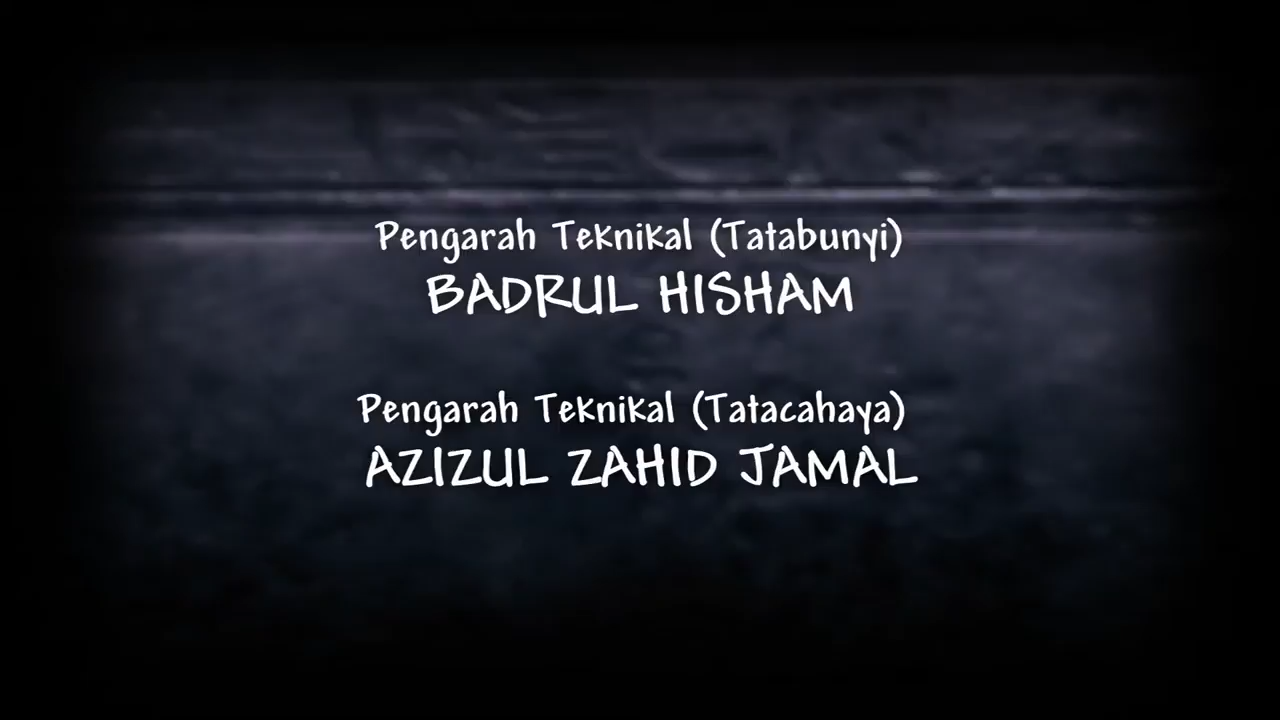 Pengarah Teknikal (Tatabunyi)
BADRUL HISHAM
Pengarah Teknikal (Tatacahaya)
AZIZUL ZAHID JAMAL